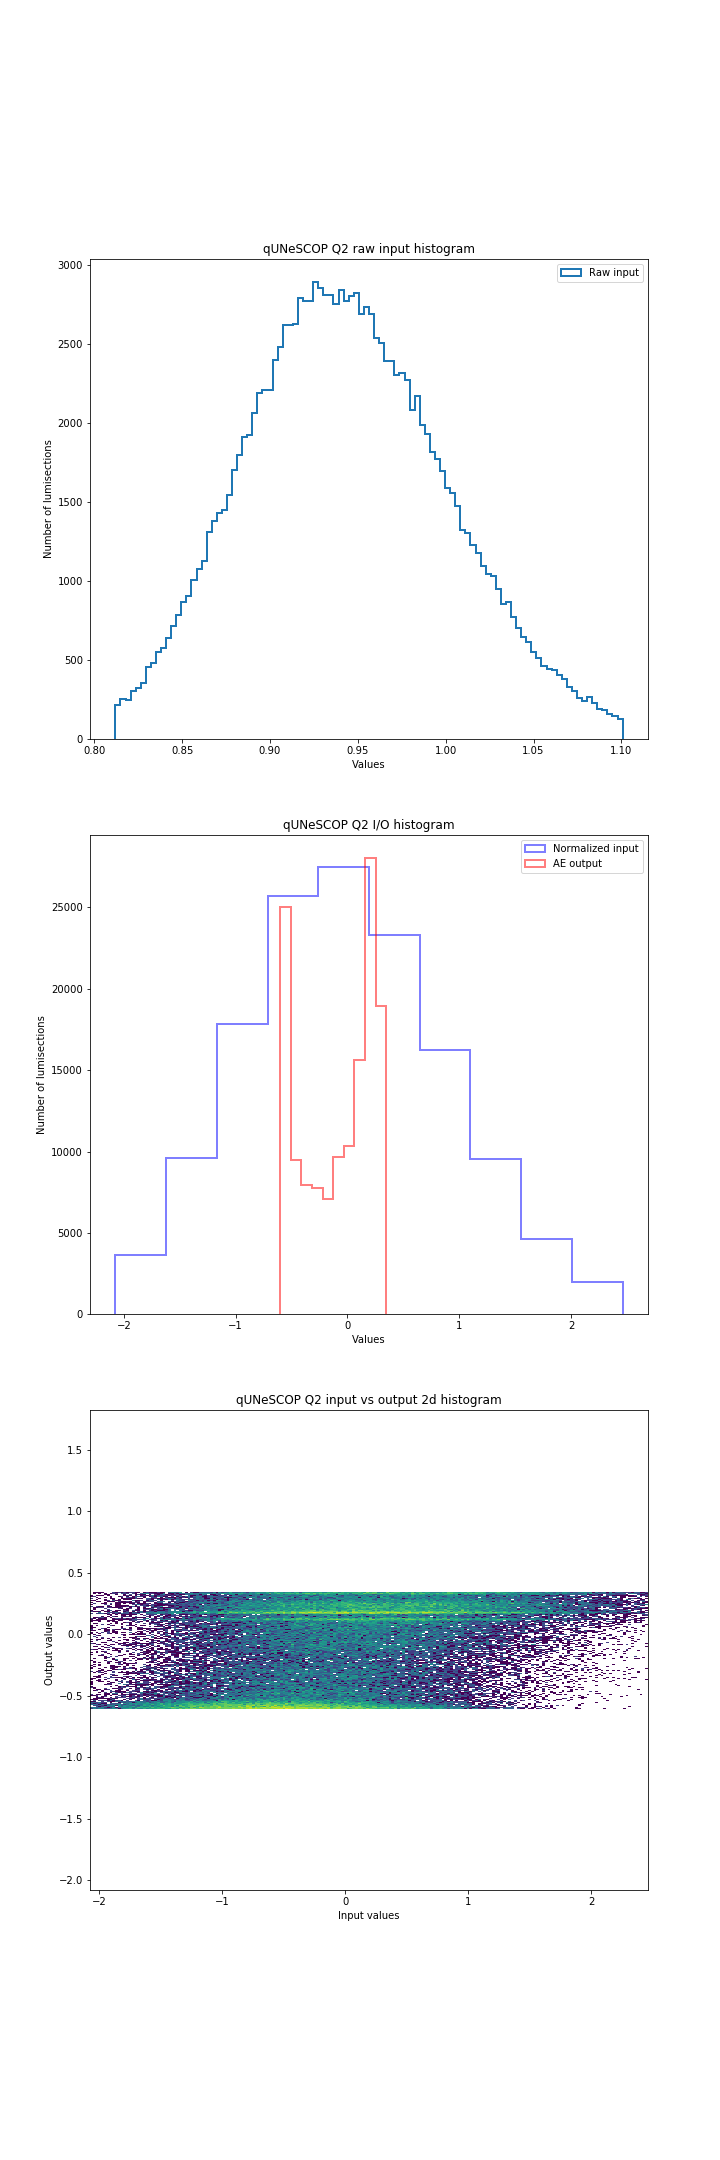 qUNeSCOP Q2 raw input histogram
3000
2500
2000
1500
1000
500
0
Number of lumisections
Raw input
0.80 0.85 0.90 0.95 1.00 1.05 1.10
Values
qUNeSCOP Q2 I/O histogram
25000
20000
15000
10000
5000
0
Number of lumisections
Normalized input
AE output
−2 −1 0 1 2
Values
qUNeSCOP Q2 input vs output 2d histogram
1.5
1.0
0.5
0.0
−0.5
−1.0
−1.5
−2.0
Output values
−2 −1 0 1 2
Input values